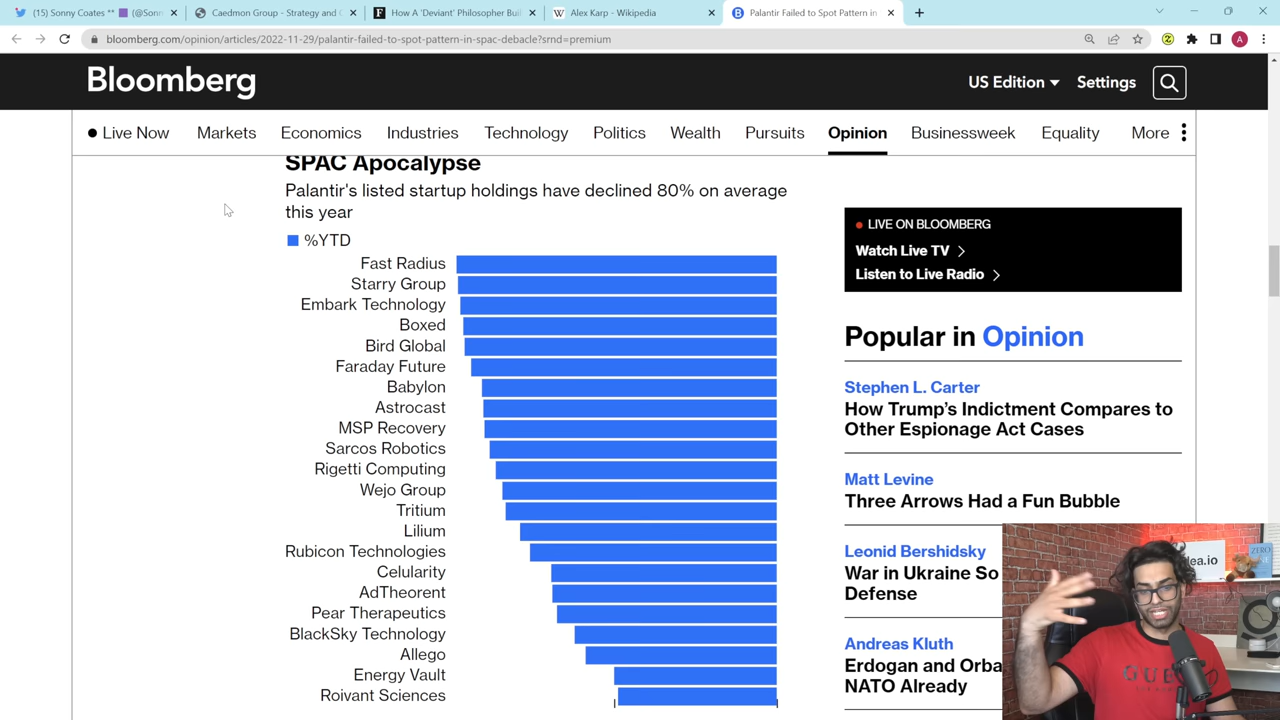 (15) Sonny Coates ** 🟦 (@Sonn
Caedmon Group - Strategy and C
How A 'Deviant' Philosopher Buil
Alex Karp - Wikipedia
Palantir Failed to Spot Pattern in
bloomberg.com/opinion/articles/2022-11-29/palantir-failed-to-spot-pattern-in-spac-debacle?srnd=premium
A
Bloomberg
US Edition
Settings
Live Now
Markets
Economics
Industries
Technology
Politics
Wealth
Pursuits
Opinion
Businessweek
Equality
More
SPAC Apocalypse
Palantir's listed startup holdings have declined 80% on average
this year
%YTD
Fast Radius
Starry Group
Embark Technology
Boxed
Bird Global
Faraday Future
Babylon
Astrocast
MSP Recovery
Sarcos Robotics
Rigetti Computing
Wejo Group
Tritium
Lilium
Rubicon Technologies
Celularity
AdTheorent
Pear Therapeutics
BlackSky Technology
Allego
Energy Vault
Roivant Sciences
LIVE ON BLOOMBERG
Watch Live TV
Listen to Live Radio
Popular in Opinion
Stephen L. Carter
How Trump's Indictment Compares to
Other Espionage Act Cases
Matt Levine
Three Arrows Had a Fun Bubble
Leonid Bershidsky
War in Ukraine So
Defense
Andreas Kluth
Erdogan and Orba
NATO Already
dea.io
ZERO